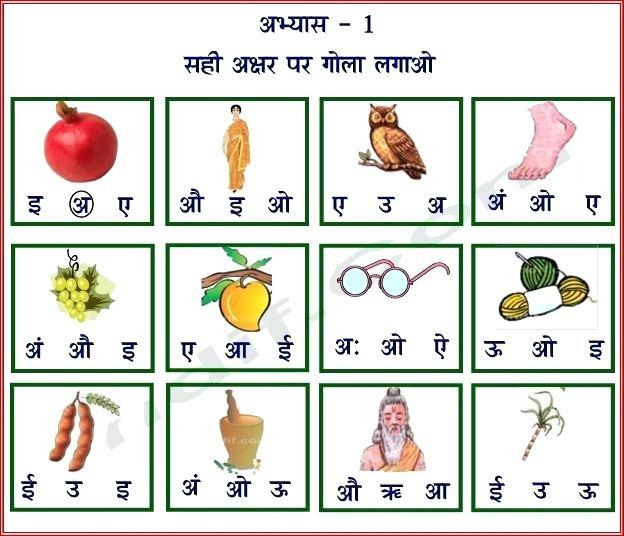 अभ्यास - 1
सही अक्षर पर गोला लगाओ
इ अ ए
औ इ ओ
ए उ अ
अं ओ ए
अं औ इ
ए आ ई
अः ओ ऐ
ऊ ओ इ
ई उ इ
अं ओ ऊ
औ ऋ आ
ई उ ऊ